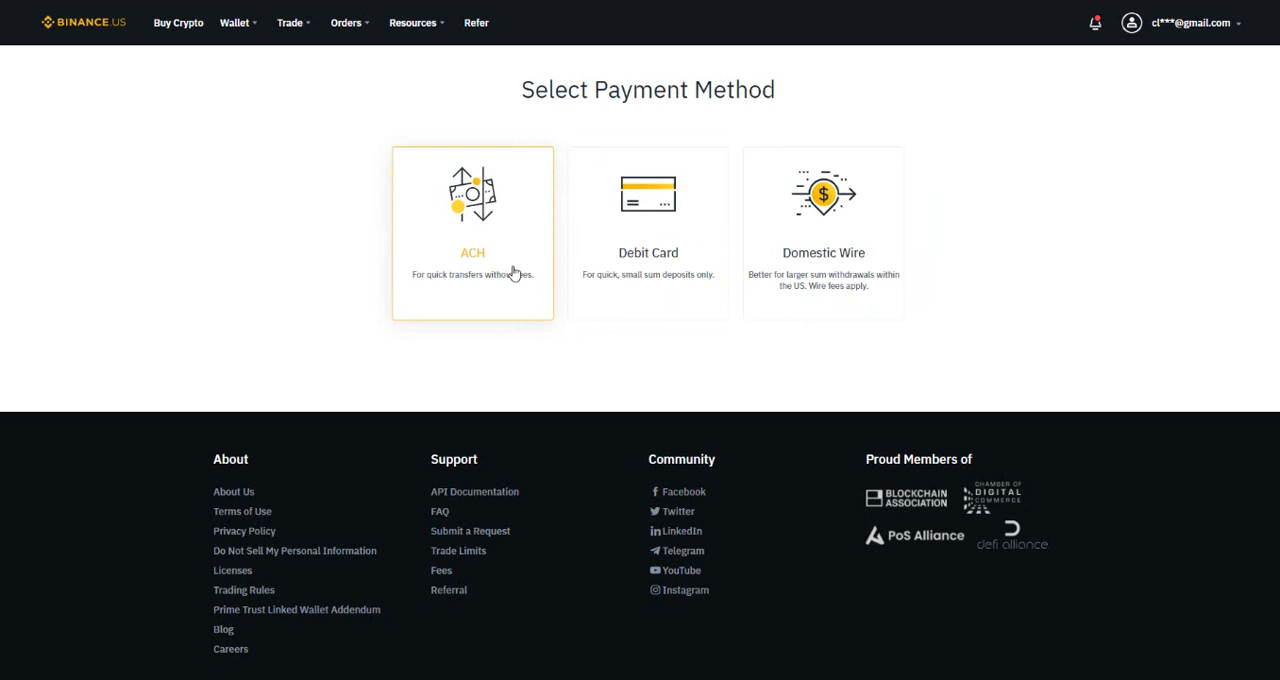 BINANCE.US Buy Crypto Wallet Trade Orders Resources Refer cl***@gmail.com
Select Payment Method
ACH
For quick transfers without fees.
Debit Card
For quick, small sum deposits only.
Domestic Wire
Better for larger sum withdrawals within
the US. Wire fees apply.
About
About Us
Terms of Use
Privacy Policy
Do Not Sell My Personal Information
Licenses
Trading Rules
Prime Trust Linked Wallet Addendum
Blog
Careers
Support
API Documentation
FAQ
Submit a Request
Trade Limits
Fees
Referral
Community
Facebook
Twitter
LinkedIn
Telegram
YouTube
Instagram
Proud Members of
BLOCKCHAIN
ASSOCIATION
CHAMBER OF
DIGITAL
COMMERCE
PoS Alliance
defi alliance